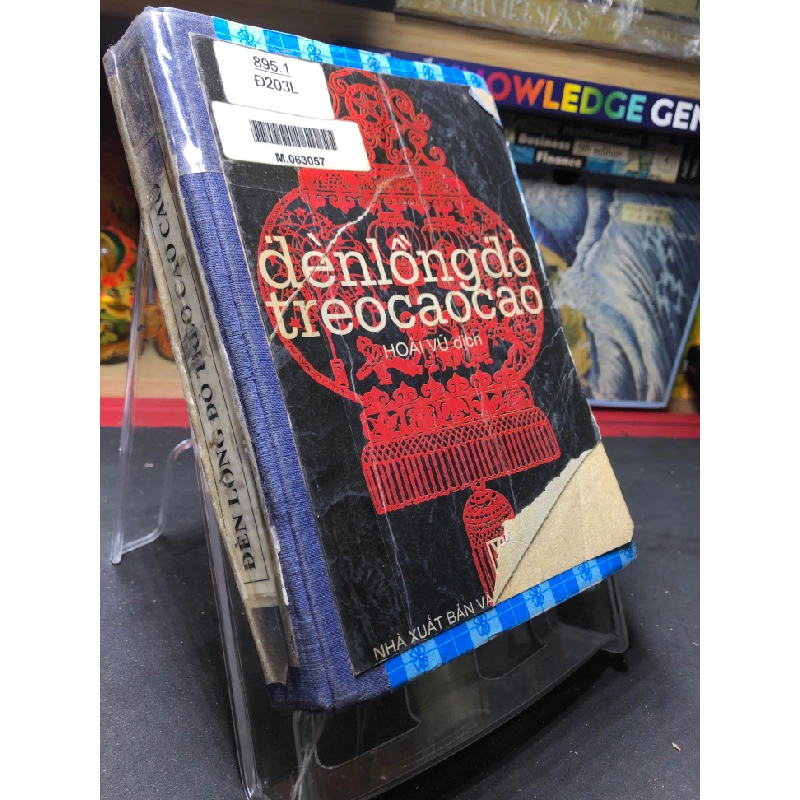 895.1
Đ203L
M.063057
đènlồngđỏ
treocaocao
HOÀI VŨ dịch
NHÀ XUẤT BẢN VĂ
ĐÈN LỒNG ĐỎ TREO CAO CAO
KNOWLEDGE GEN
Business
Finance